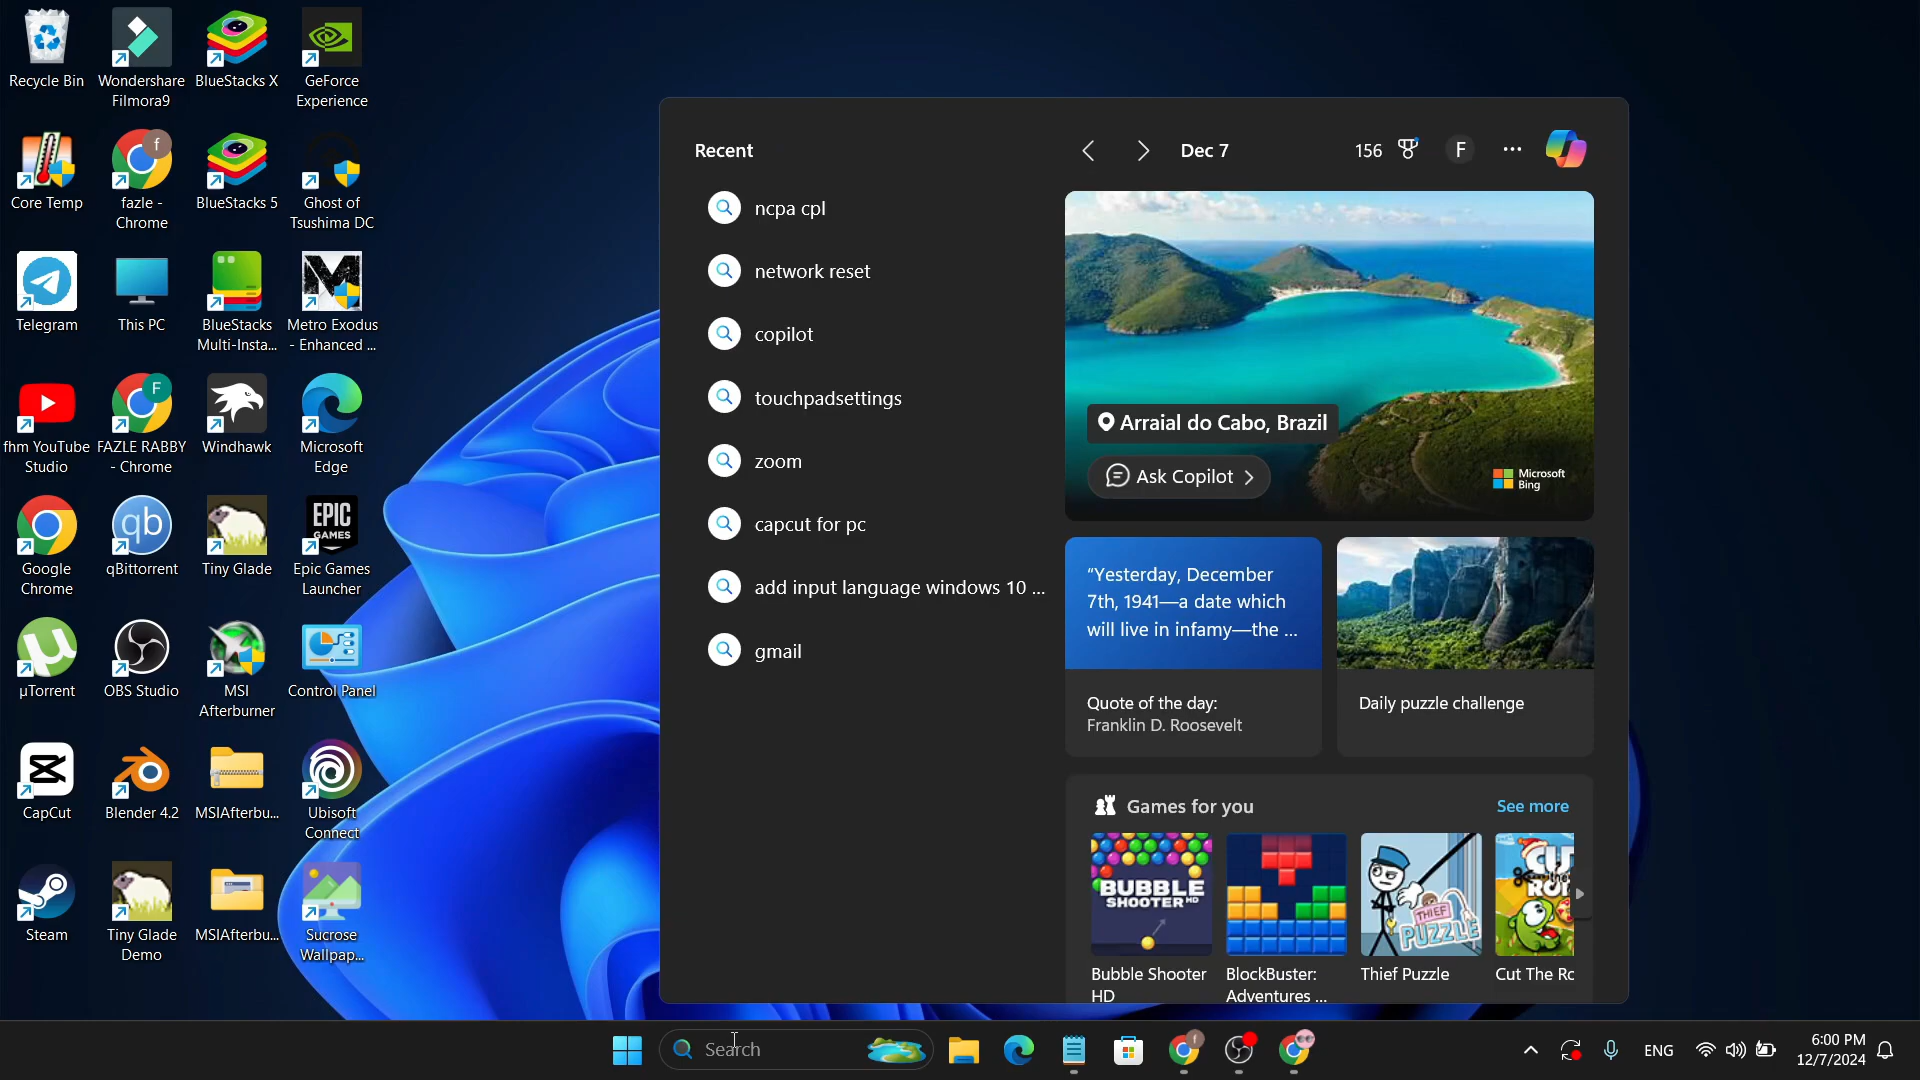 Recycle Bin
Wondershare
Filmora9
BlueStacks X
GeForce
Experience
Core Temp
f
fazle -
Chrome
BlueStacks 5
Ghost of
Tsushima DC
Telegram
This PC
BlueStacks
Multi-Insta...
Metro Exodus
- Enhanced ...
fhm YouTube
Studio
F
FAZLE RABBY
- Chrome
Windhawk
Microsoft
Edge
Google
Chrome
qb
qBittorrent
Tiny Glade
EPIC
GAMES
Epic Games
Launcher
µTorrent
OBS Studio
MSI
Afterburner
Control Panel
CapCut
Blender 4.2
MSIAfterbu...
Ubisoft
Connect
Steam
Tiny Glade
Demo
MSIAfterbu...
Sucrose
Wallpap...
Recent
ncpa cpl
network reset
copilot
touchpadsettings
zoom
capcut for pc
add input language windows 10 ...
gmail
Dec 7
156
F
Arraial do Cabo, Brazil
Ask Copilot
Microsoft
Bing
“Yesterday, December
7th, 1941—a date which
will live in infamy—the ...
Quote of the day:
Franklin D. Roosevelt
Daily puzzle challenge
Games for you
See more
BUBBLE
SHOOTER HD
THIEF
PUZZLE
CUT
Bubble Shooter
HD
BlockBuster:
Adventures ...
Thief Puzzle
Cut The Ro
Search
ENG
6:00 PM
12/7/2024